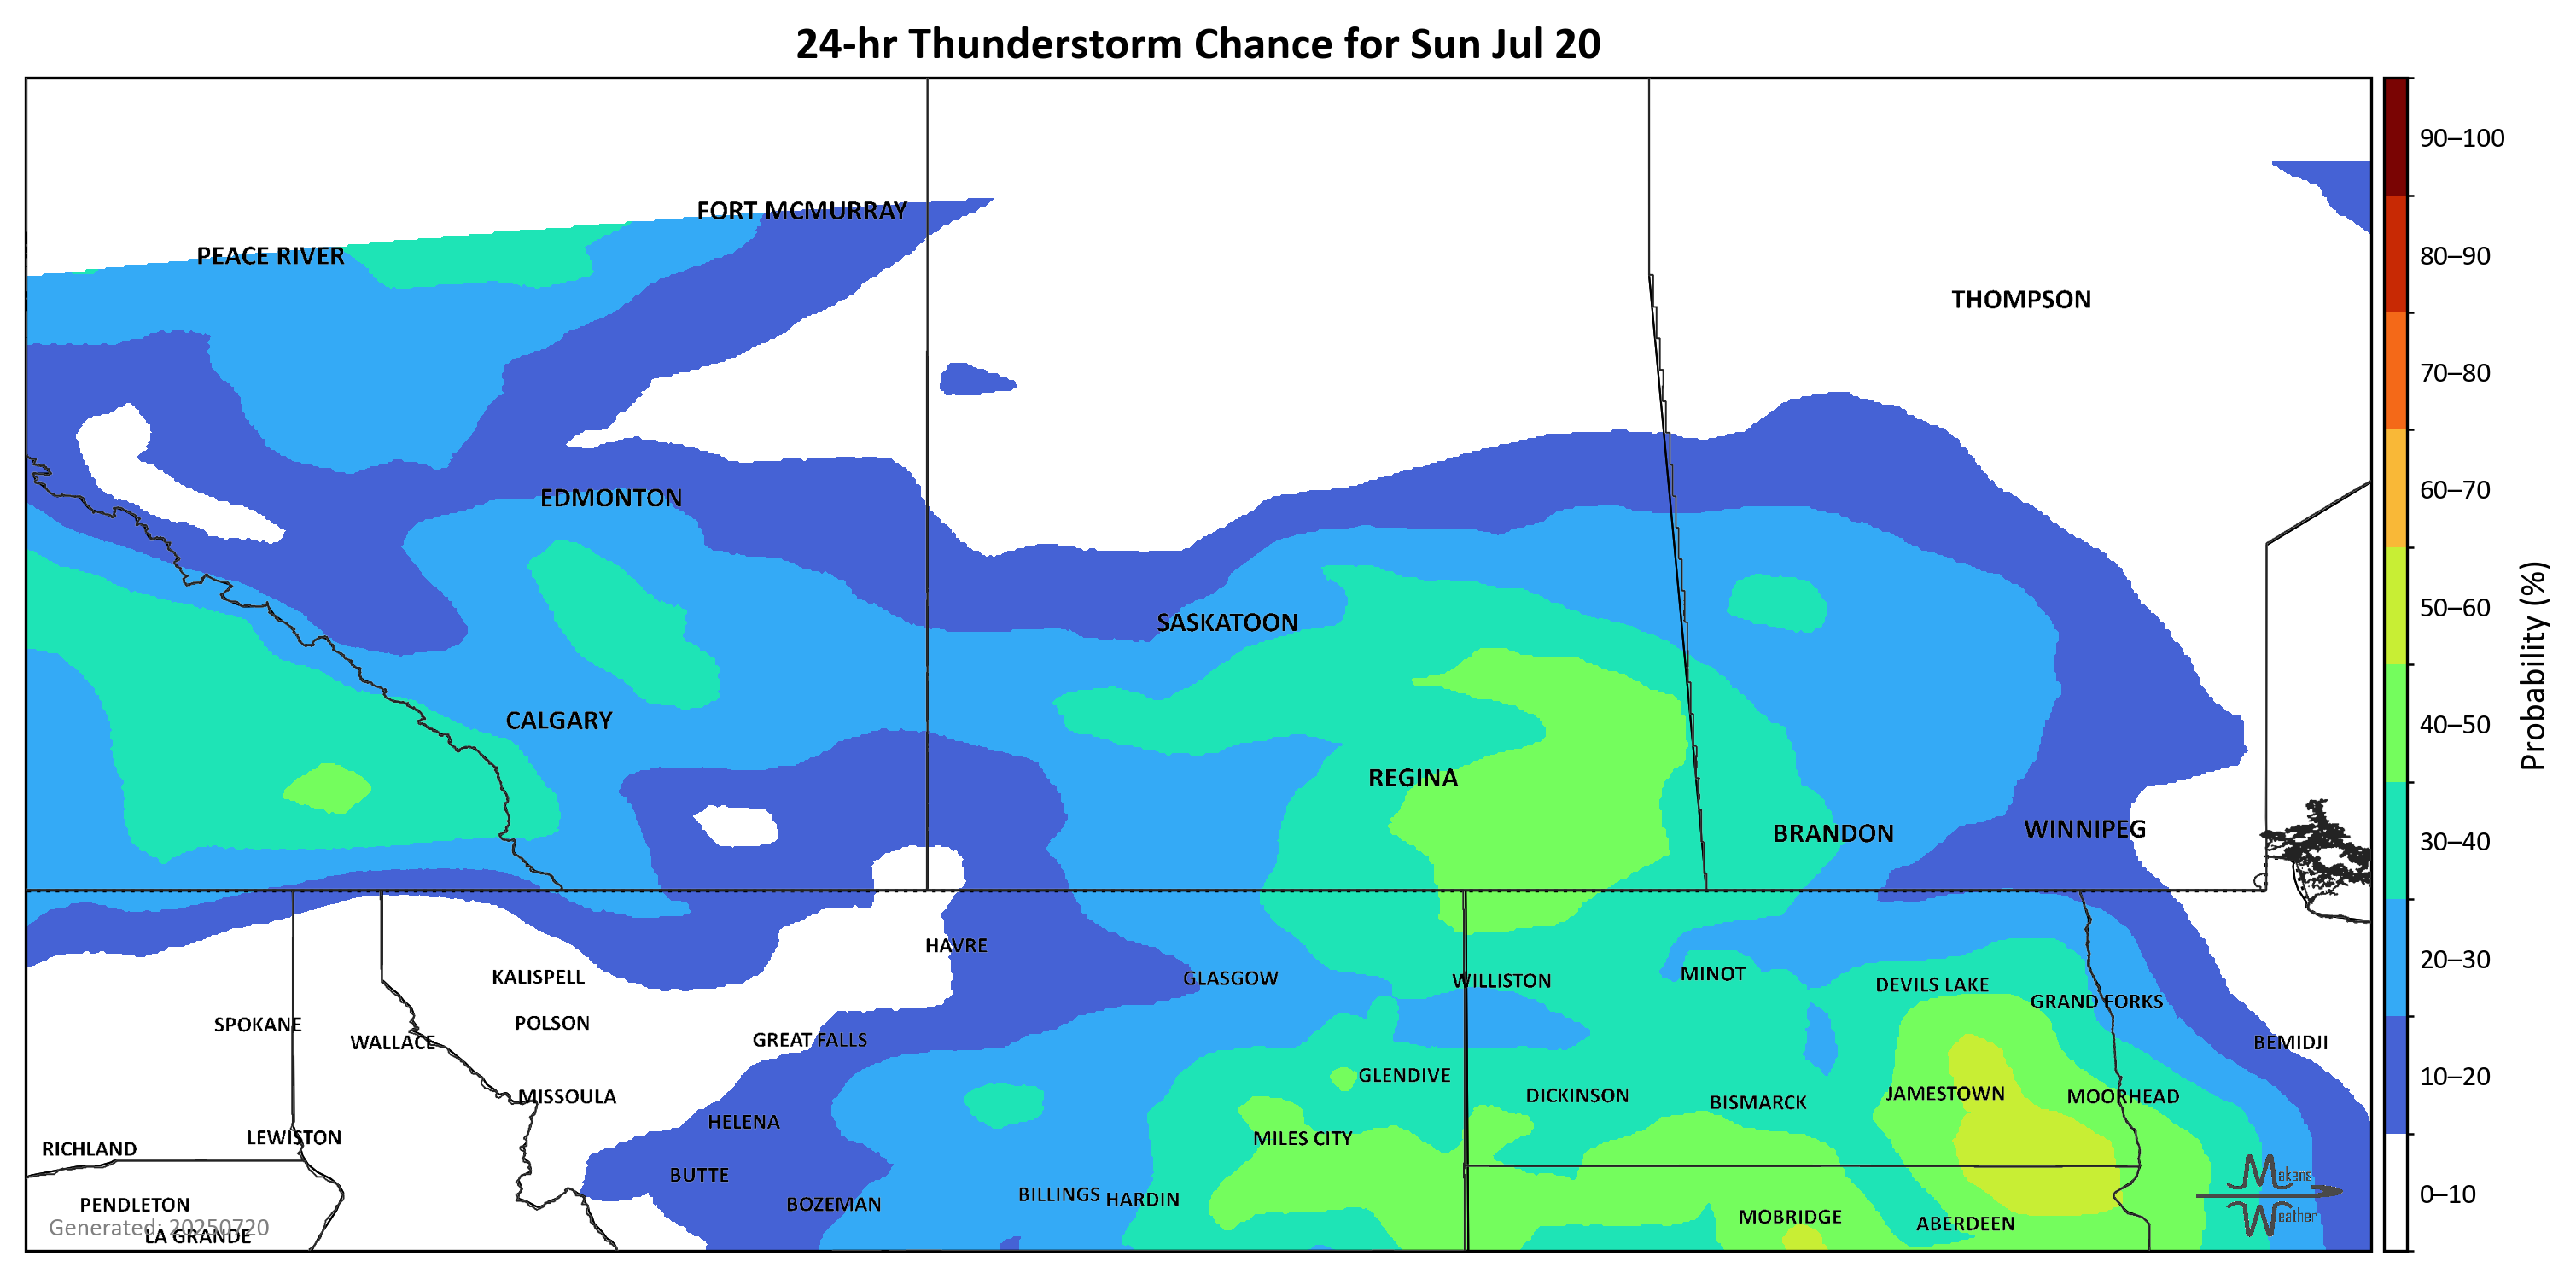 24-hr Thunderstorm Chance for Sun Jul 20
90–100
FORT MCMURRAY
PEACE RIVER
80–90
THOMPSON
70–80
EDMONTON
60–70
SASKATOON
50–60
Probability (%)
CALGARY
40–50
REGINA
WINNIPEG
BRANDON
30–40
HAVRE
20–30
KALISPELL
GLASGOW
WILLISTON
MINOT
DEVILS LAKE
GRAND FORKS
SPOKANE
POLSON
WALLACE
GREAT FALLS
BEMIDJI
GLENDIVE
10–20
MISSOULA
DICKINSON
BISMARCK
JAMESTOWN
MOORHEAD
HELENA
LEWISTON
MILES CITY
RICHLAND
BUTTE
Makens
PENDLETON
BOZEMAN
BILLINGS
HARDIN
0–10
Generated: 20250720
MOBRIDGE
ABERDEEN
Weather
LA GRANDE